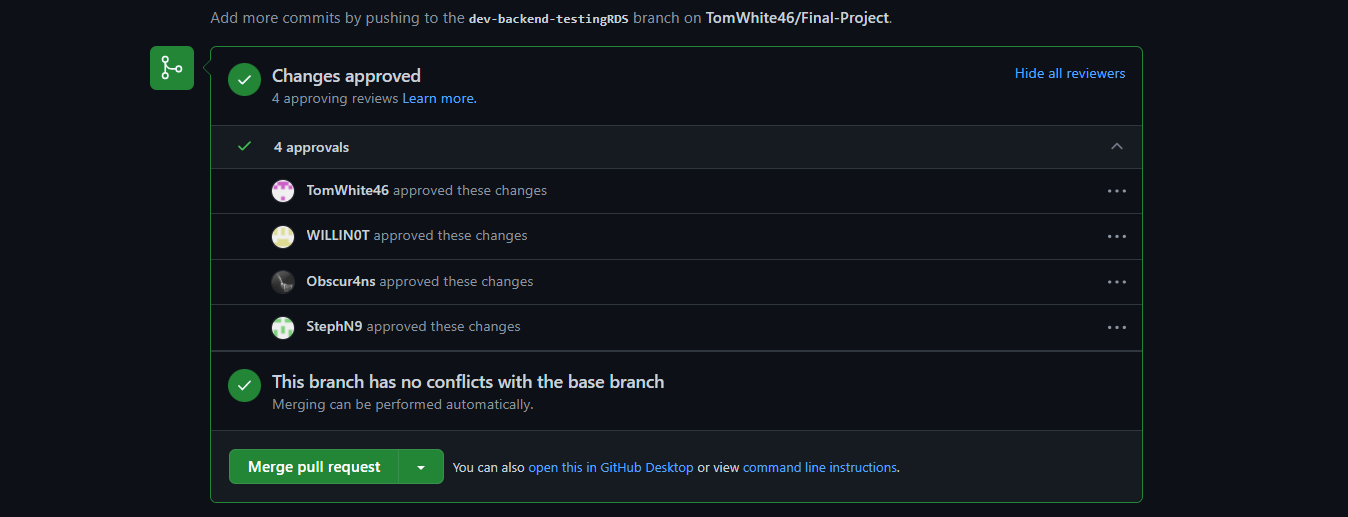 Add more commits by pushing to the dev-backend-testingRDS branch on TomWhite46/Final-Project.
Changes approved
Hide all reviewers
4 approving reviews Learn more.
4 approvals
TomWhite46 approved these changes
WILLIN0T approved these changes
Obscur4ns approved these changes
StephN9 approved these changes
This branch has no conflicts with the base branch
Merging can be performed automatically.
Merge pull request
You can also open this in GitHub Desktop or view command line instructions.